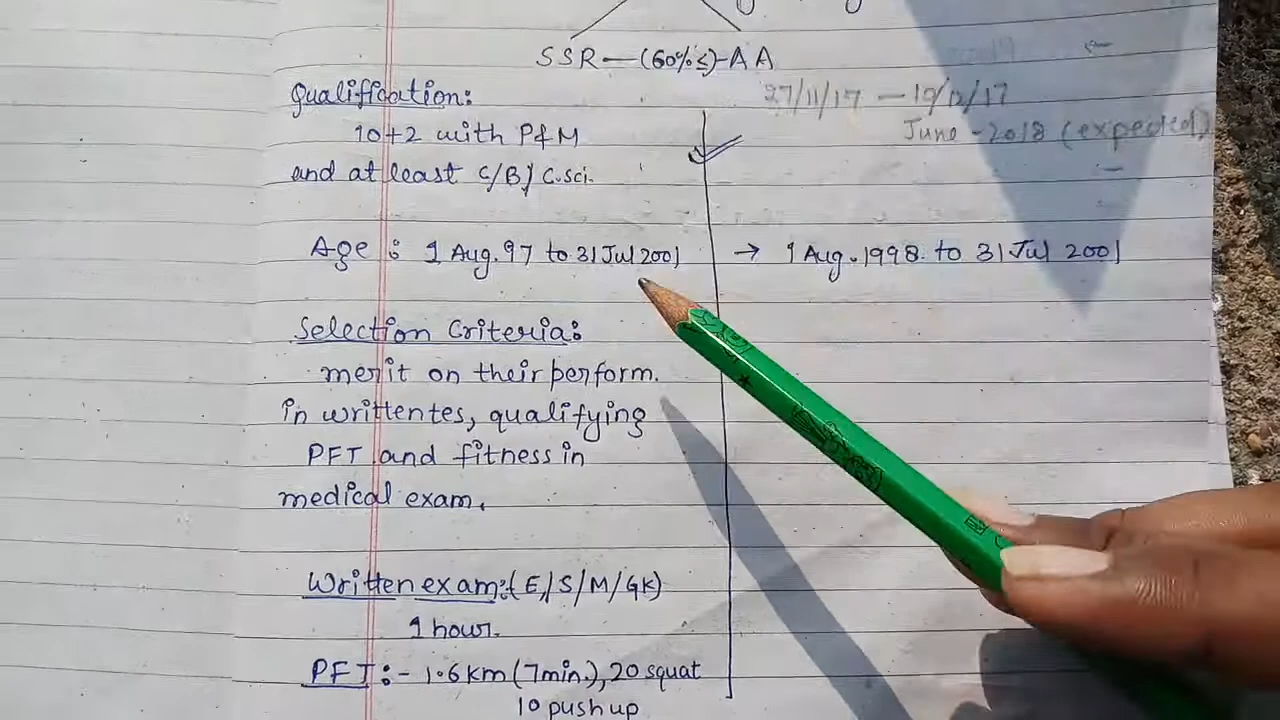 SSR — (60%≤) - AA
Qualification:
27/11/17 — 10/12/17
10+2 with P&M
June - 2018 (expected)
and at least C/B/C.sci.
Age : 1 Aug. 97 to 31 Jul 2001 → 1 Aug. 1998. to 31 Jul 2001
Selection Criteria:
merit on their perform.
in writtentes, qualifying
PFT and fitness in
medical exam.
Written exam:-(E/S/M/GK)
1 hour.
PFT :- 1.6 km (7min.), 20 squat
10 push up